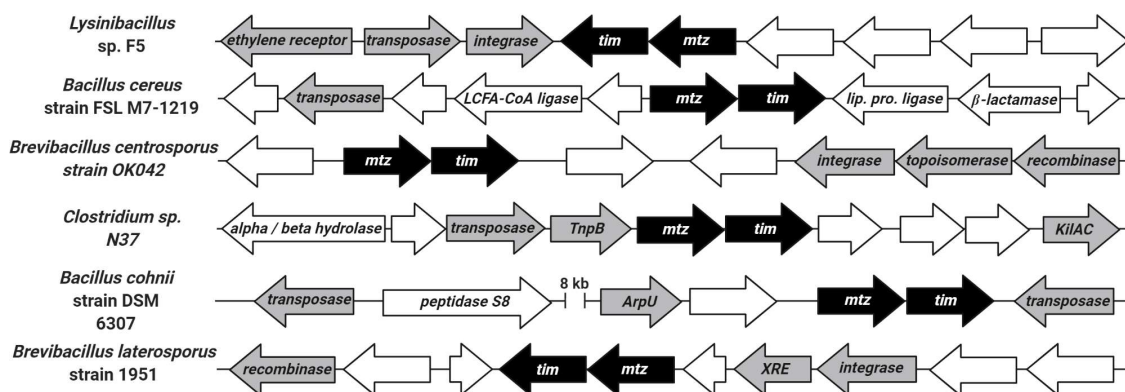 Lysinibacillus
sp. F5
ethylene receptor transposase integrase tim mtz
Bacillus cereus
strain FSL M7-1219
transposase LCFA-CoA ligase mtz tim lip. pro. ligase β-lactamase
Brevibacillus centrosporus
strain OK042
mtz tim integrase topoisomerase recombinase
Clostridium sp.
N37
alpha / beta hydrolase transposase TnpB mtz tim KilAC
Bacillus cohnii
strain DSM
6307
transposase peptidase S8 8 kb ArpU mtz tim transposase
Brevibacillus laterosporus
strain 1951
recombinase tim mtz XRE integrase